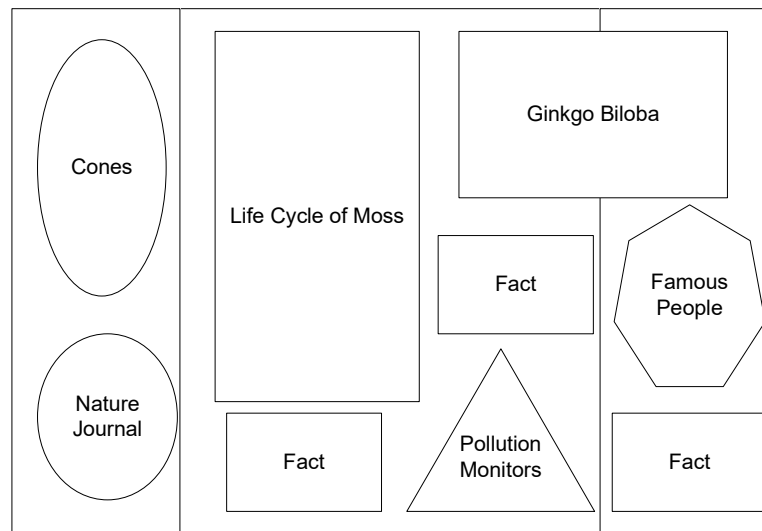 Cones
Nature
Journal
Life Cycle of Moss
Fact
Ginkgo Biloba
Fact
Pollution
Monitors
Famous
People
Fact